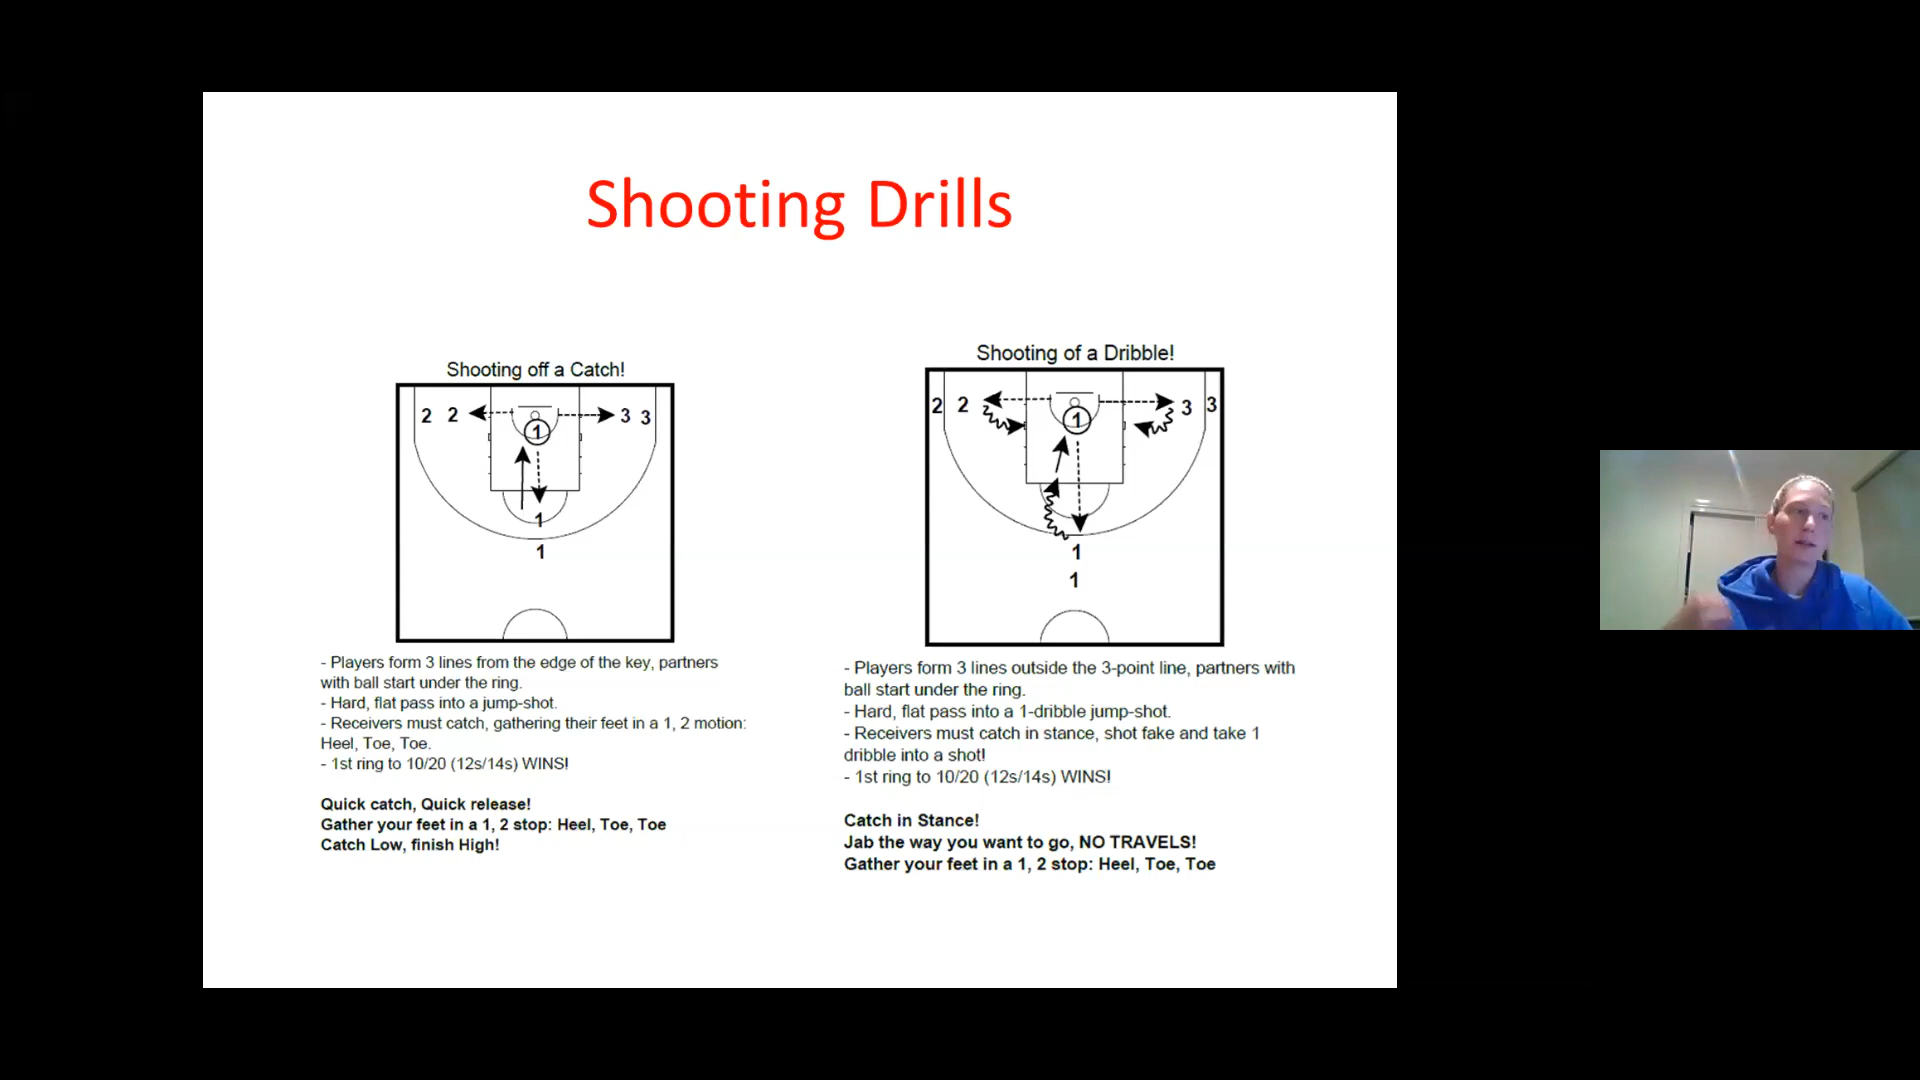 Shooting Drills
Shooting off a Catch!
2 2 3 3
1
1
1
- Players form 3 lines from the edge of the key, partners
with ball start under the ring.
- Hard, flat pass into a jump-shot.
- Receivers must catch, gathering their feet in a 1, 2 motion:
Heel, Toe, Toe.
- 1st ring to 10/20 (12s/14s) WINS!
Quick catch, Quick release!
Gather your feet in a 1, 2 stop: Heel, Toe, Toe
Catch Low, finish High!
Shooting of a Dribble!
2 2 3 3
1
1
1
- Players form 3 lines outside the 3-point line, partners with
ball start under the ring.
- Hard, flat pass into a 1-dribble jump-shot.
- Receivers must catch in stance, shot fake and take 1
dribble into a shot!
- 1st ring to 10/20 (12s/14s) WINS!
Catch in Stance!
Jab the way you want to go, NO TRAVELS!
Gather your feet in a 1, 2 stop: Heel, Toe, Toe